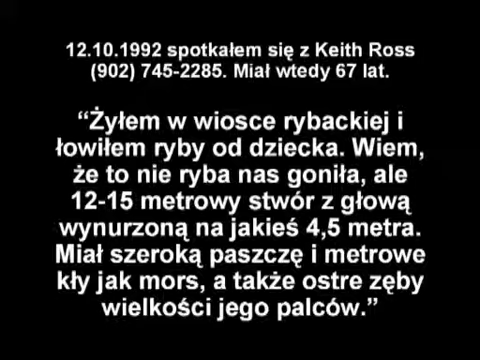 12.10.1992 spotkałem się z Keith Ross
(902) 745-2285. Miał wtedy 67 lat.
“Żyłem w wiosce rybackiej i
łowiłem ryby od dziecka. Wiem,
że to nie ryba nas goniła, ale
12-15 metrowy stwór z głową
wynurzoną na jakieś 4,5 metra.
Miał szeroką paszczę i metrowe
kły jak mors, a także ostre zęby
wielkości jego palców.”